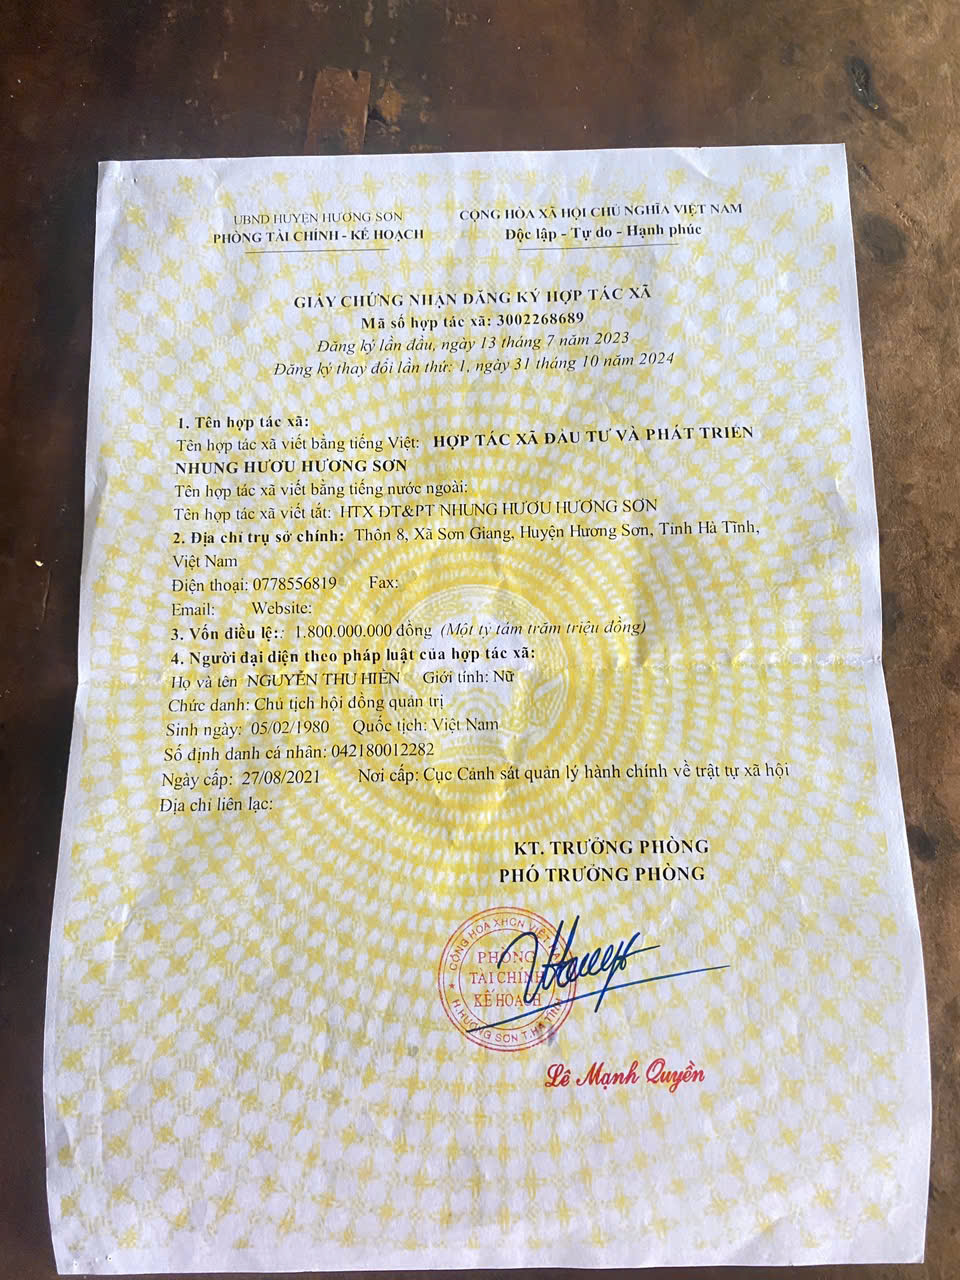 UBND HUYỆN HƯƠNG SƠN
PHÒNG TÀI CHÍNH - KẾ HOẠCH
CỘNG HÒA XÃ HỘI CHỦ NGHĨA VIỆT NAM
Độc lập - Tự do - Hạnh phúc
GIẤY CHỨNG NHẬN ĐĂNG KÝ HỢP TÁC XÃ
Mã số hợp tác xã: 3002268689
Đăng ký lần đầu, ngày 13 tháng 7 năm 2023
Đăng ký thay đổi lần thứ: 1, ngày 31 tháng 10 năm 2024
1. Tên hợp tác xã:
Tên hợp tác xã viết bằng tiếng Việt: HỢP TÁC XÃ ĐẦU TƯ VÀ PHÁT TRIỂN
NHUNG HƯƠU HƯƠNG SƠN
Tên hợp tác xã viết bằng tiếng nước ngoài:
Tên hợp tác xã viết tắt: HTX ĐT&PT NHUNG HƯƠU HƯƠNG SƠN
2. Địa chỉ trụ sở chính: Thôn 8, Xã Sơn Giang, Huyện Hương Sơn, Tỉnh Hà Tĩnh,
Việt Nam
Điện thoại: 0778556819 Fax:
Email: Website:
3. Vốn điều lệ:: 1.800.000.000 đồng (Một tỷ tám trăm triệu đồng)
4. Người đại diện theo pháp luật của hợp tác xã:
Họ và tên NGUYỄN THƯ HIỀN Giới tính: Nữ
Chức danh: Chủ tịch hội đồng quản trị
Sinh ngày: 05/02/1980 Quốc tịch: Việt Nam
Số định danh cá nhân: 042180012282
Ngày cấp: 27/08/2021 Nơi cấp: Cục Cảnh sát quản lý hành chính về trật tự xã hội
Địa chỉ liên lạc:
KT. TRƯỞNG PHÒNG
PHÓ TRƯỞNG PHÒNG
CỘNG HÒA XHCN VIỆT
PHÒNG
TÀI CHÍNH
KẾ HOẠCH
H.HƯƠNG SƠN T.HÀ TĨNH
Lê Mạnh Quyền